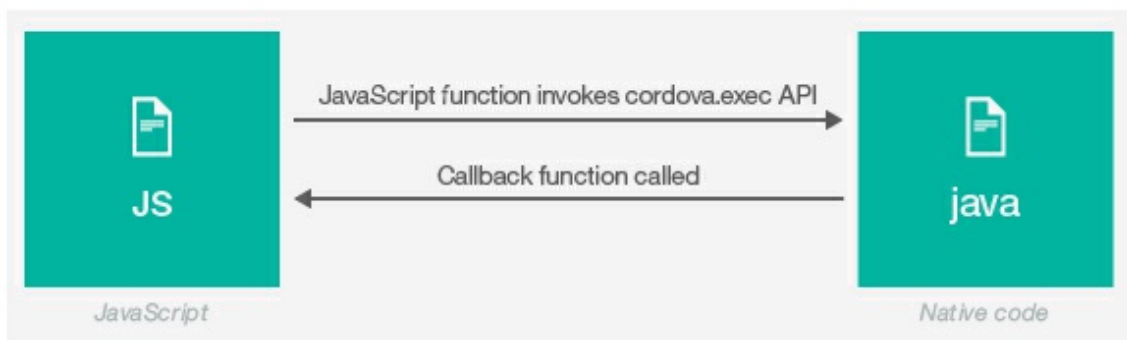 JavaScript function invokes cordova.exec API
Callback function called
JS
java
JavaScript
Native code